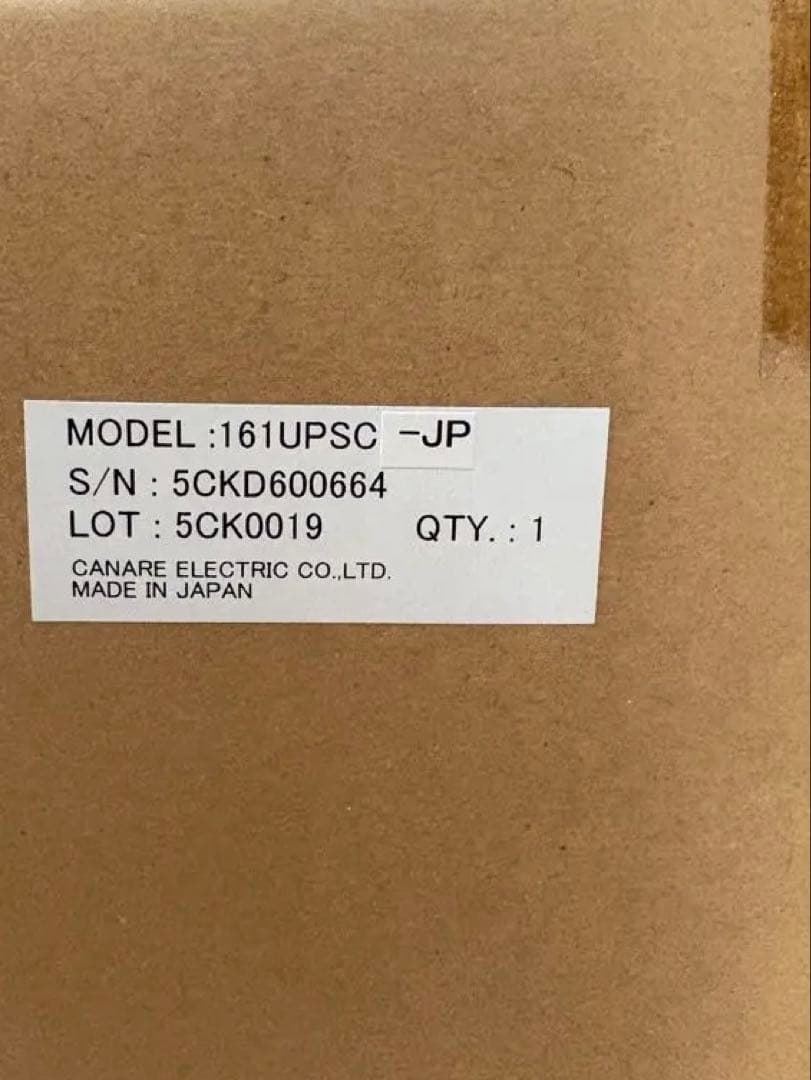 MODEL :161UPSC -JP
S/N : 5CKD600664
LOT : 5CK0019 QTY. : 1
CANARE ELECTRIC CO.,LTD.
MADE IN JAPAN